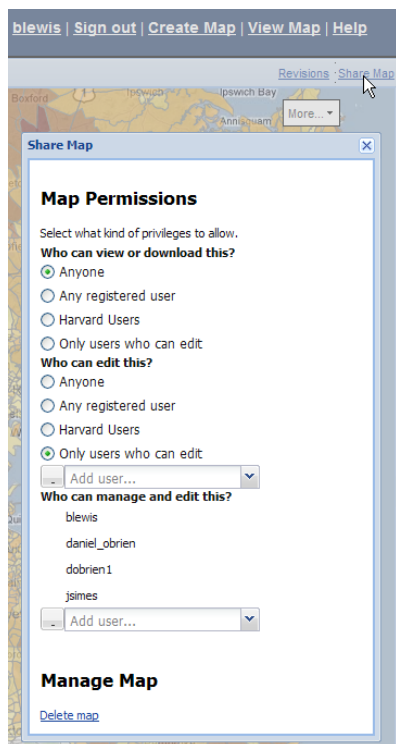 blewis | Sign out | Create Map | View Map | Help
Revisions Share Map
Boxford Ipswich Ipswich Bay
Annisquam
More...
Share Map
Map Permissions
Select what kind of privileges to allow.
Who can view or download this?
Anyone
Any registered user
Harvard Users
Only users who can edit
Who can edit this?
Anyone
Any registered user
Harvard Users
Only users who can edit
Add user...
Who can manage and edit this?
blewis
daniel_obrien
dobrien1
jsimes
Add user...
Manage Map
Delete map